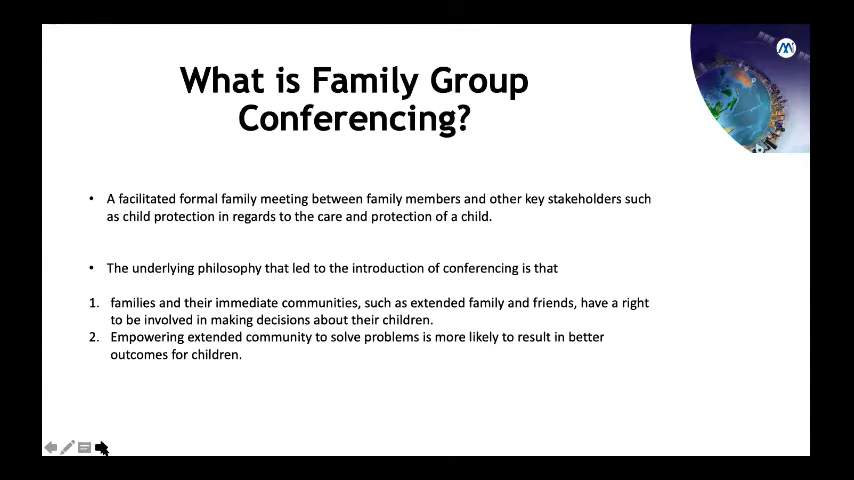 What is Family Group
Conferencing?
• A facilitated formal family meeting between family members and other key stakeholders such
as child protection in regards to the care and protection of a child.
• The underlying philosophy that led to the introduction of conferencing is that
1. families and their immediate communities, such as extended family and friends, have a right
to be involved in making decisions about their children.
2. Empowering extended community to solve problems is more likely to result in better
outcomes for children.